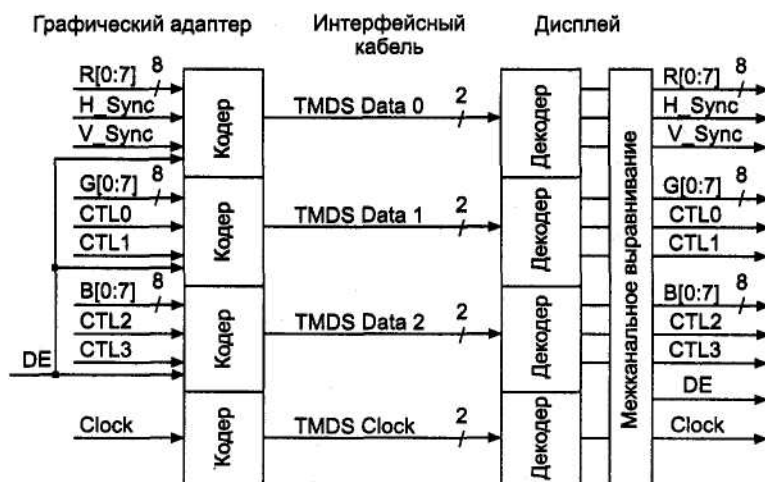 Графический адаптер
Интерфейсный
кабель
Дисплей
R[0:7] 8
H_Sync
V_Sync
Кодер
TMDS Data 0 2
Декодер
R[0:7] 8
H_Sync
V_Sync
G[0:7] 8
CTL0
CTL1
Кодер
TMDS Data 1 2
Декодер
G[0:7] 8
CTL0
CTL1
B[0:7] 8
CTL2
CTL3
DE
Кодер
TMDS Data 2 2
Декодер
B[0:7] 8
CTL2
CTL3
DE
Clock
Кодер
TMDS Clock 2
Декодер
Межканальное выравнивание
Clock